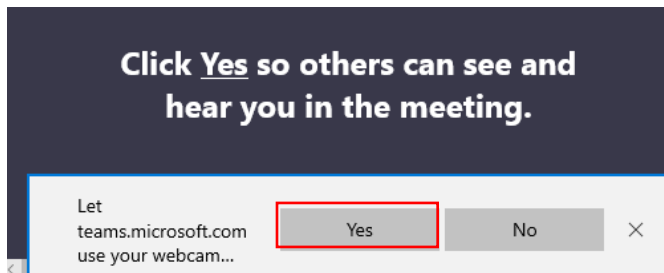 Click Yes so others can see and
hear you in the meeting.
Let
teams.microsoft.com
use your webcam...
Yes
No